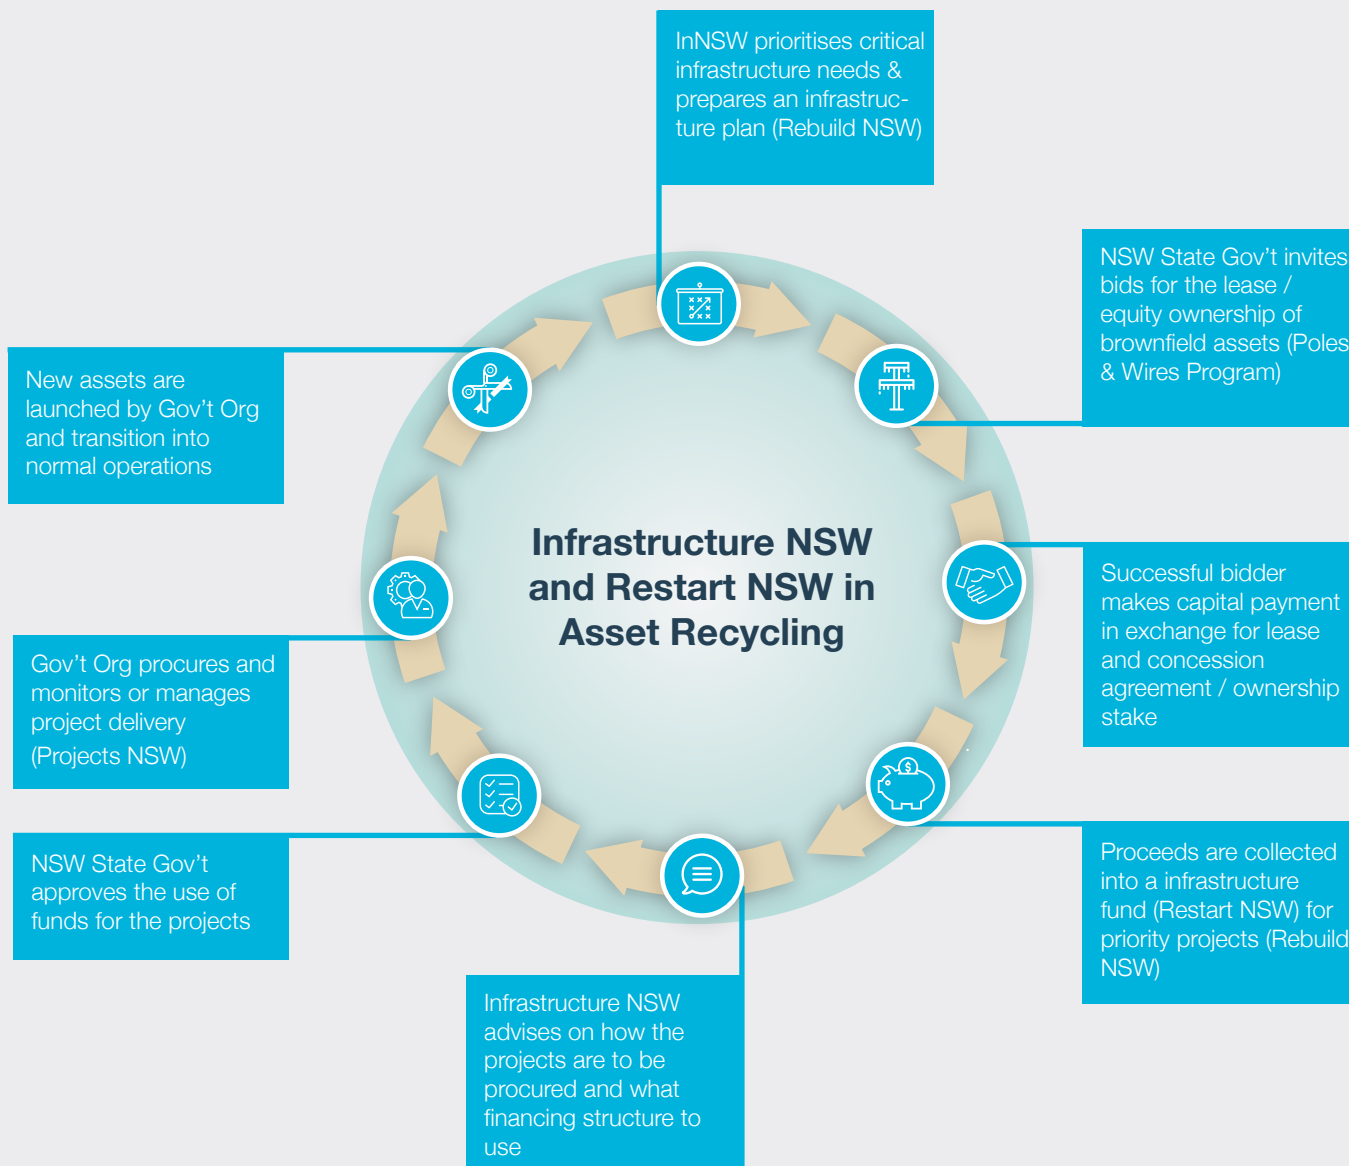 InNSW prioritises critical
infrastructure needs &
prepares an infrastruc-
ture plan (Rebuild NSW)
NSW State Gov’t invites
bids for the lease /
equity ownership of
brownfield assets (Poles
& Wires Program)
Successful bidder
makes capital payment
in exchange for lease
and concession
agreement / ownership
stake
Proceeds are collected
into a infrastructure
fund (Restart NSW) for
priority projects (Rebuild
NSW)
Infrastructure NSW
advises on how the
projects are to be
procured and what
financing structure to
use
NSW State Gov’t
approves the use of
funds for the projects
Gov’t Org procures and
monitors or manages
project delivery
(Projects NSW)
New assets are
launched by Gov’t Org
and transition into
normal operations
Infrastructure NSW
and Restart NSW in
Asset Recycling
$